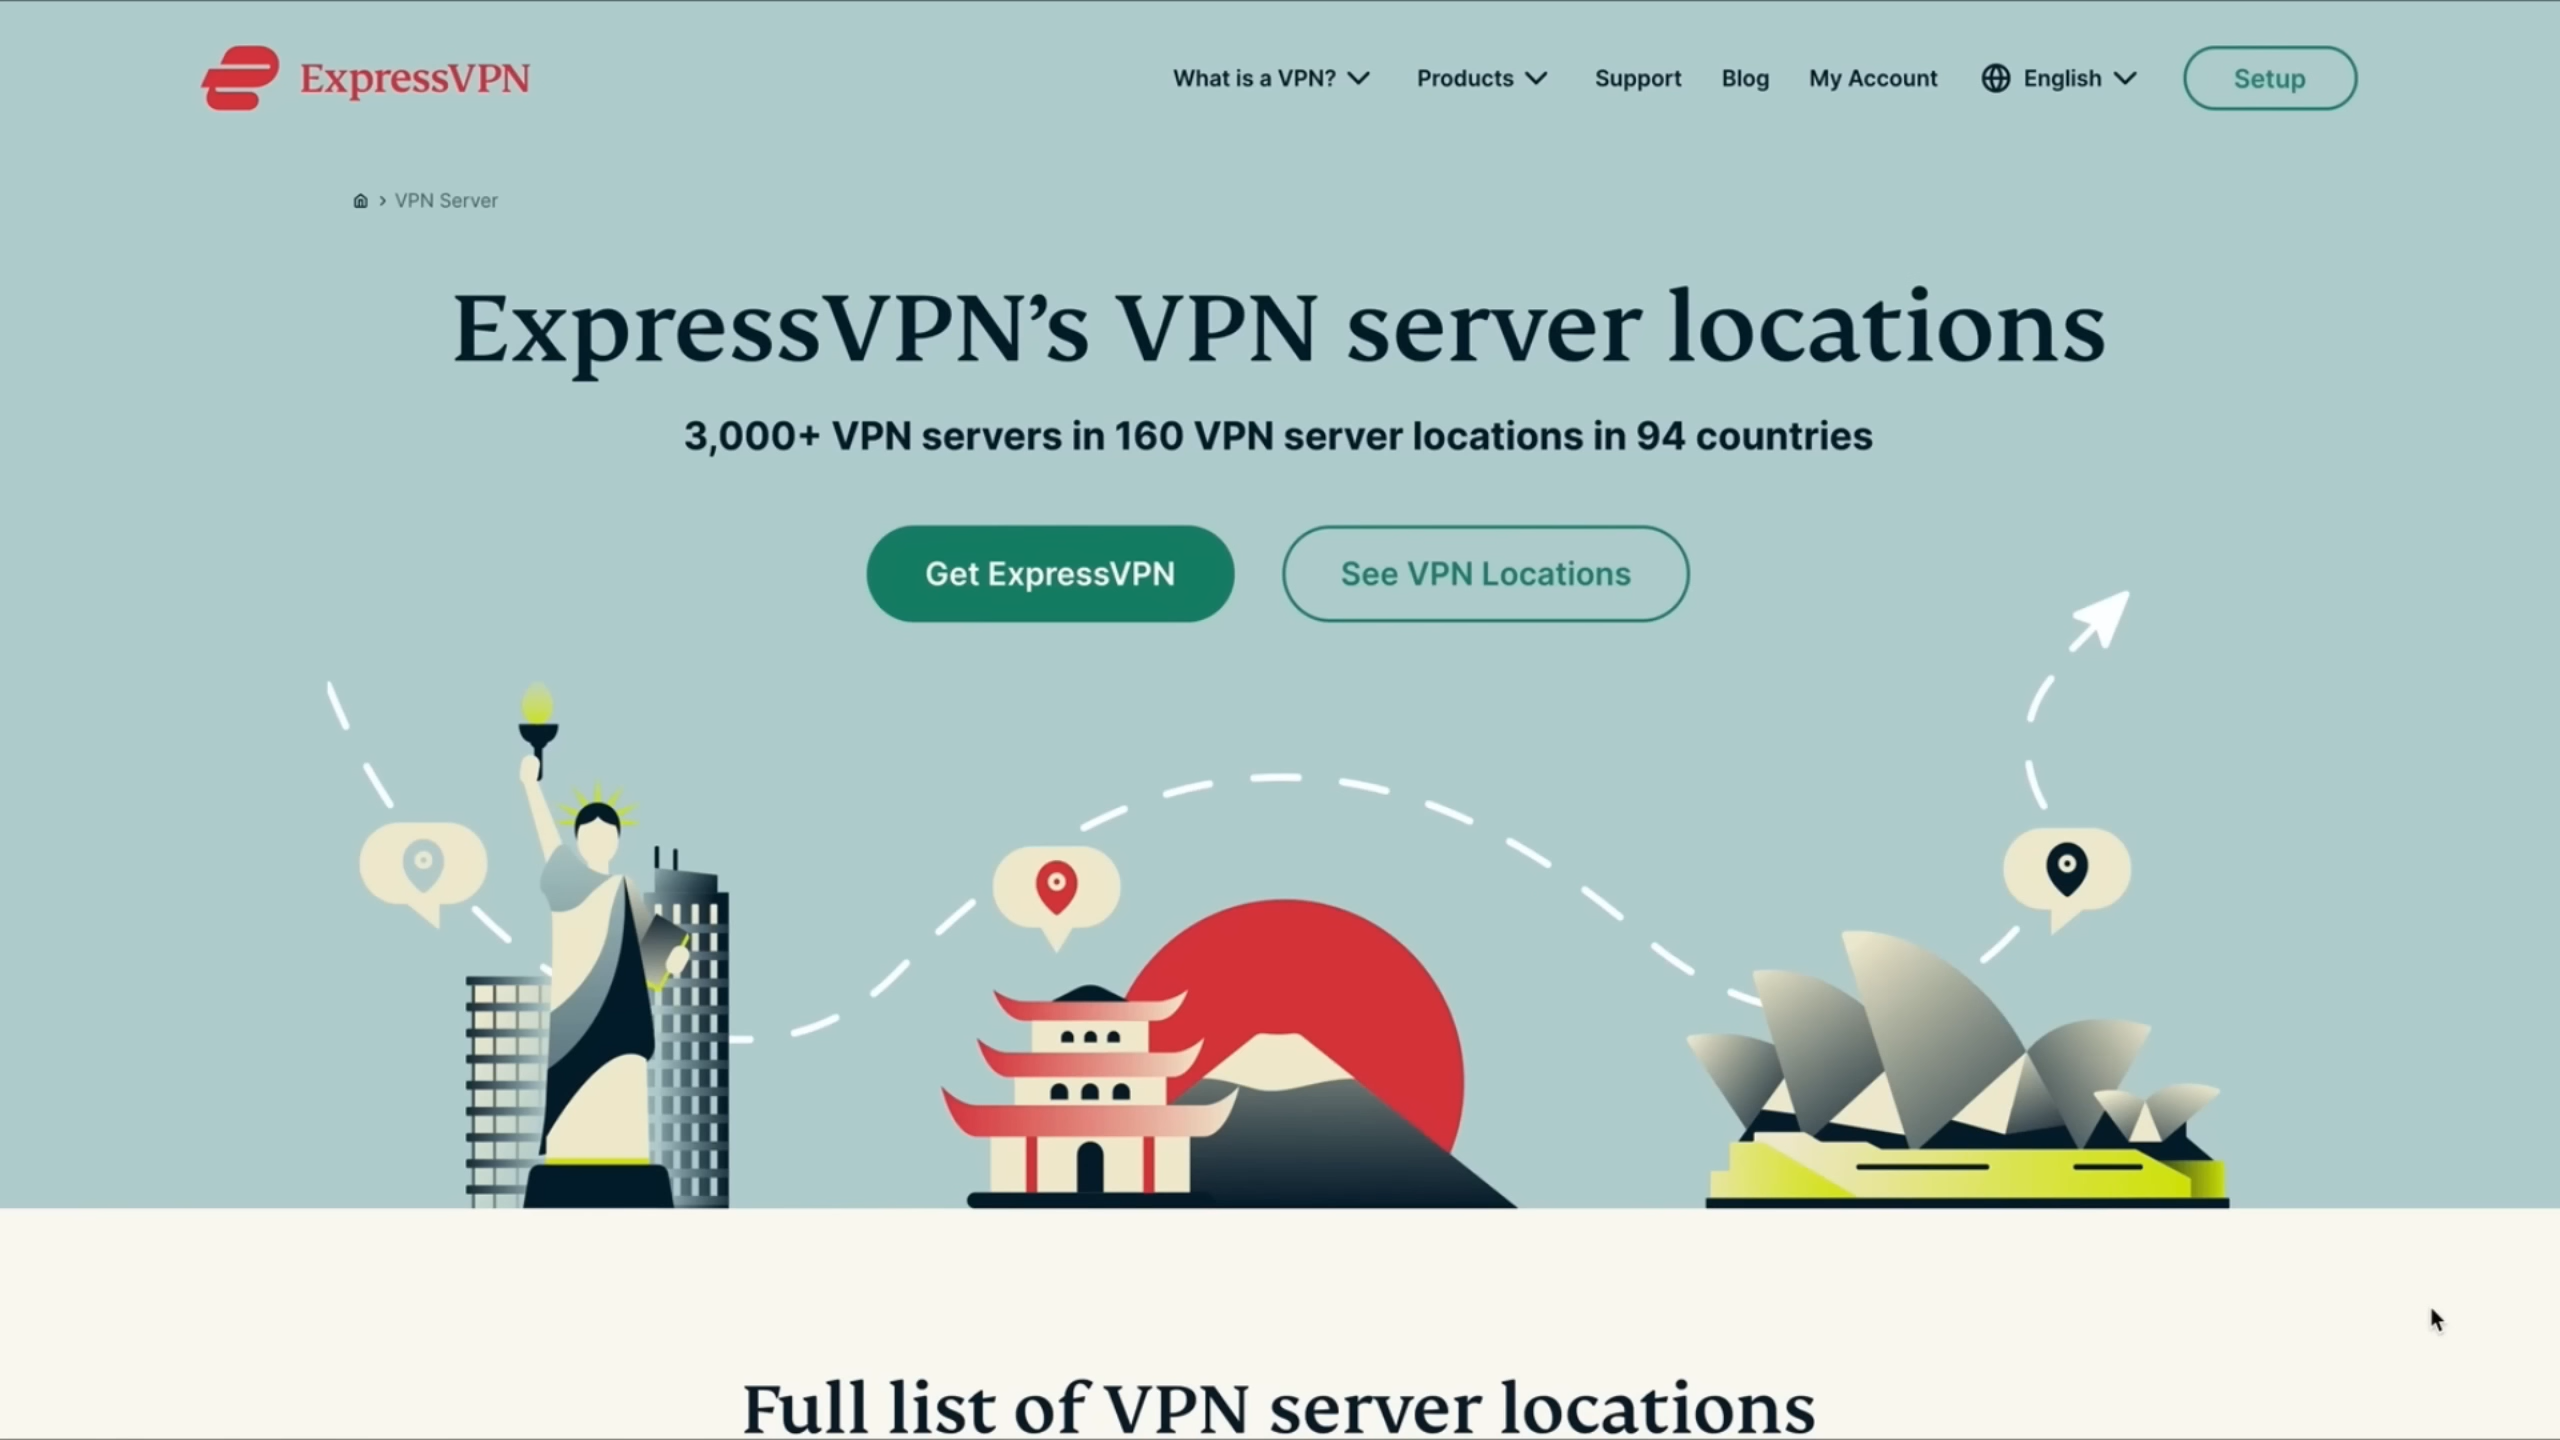 ExpressVPN
What is a VPN? Products Support Blog My Account English Setup
VPN Server
ExpressVPN’s VPN server locations
3,000+ VPN servers in 160 VPN server locations in 94 countries
Get ExpressVPN See VPN Locations
Full list of VPN server locations